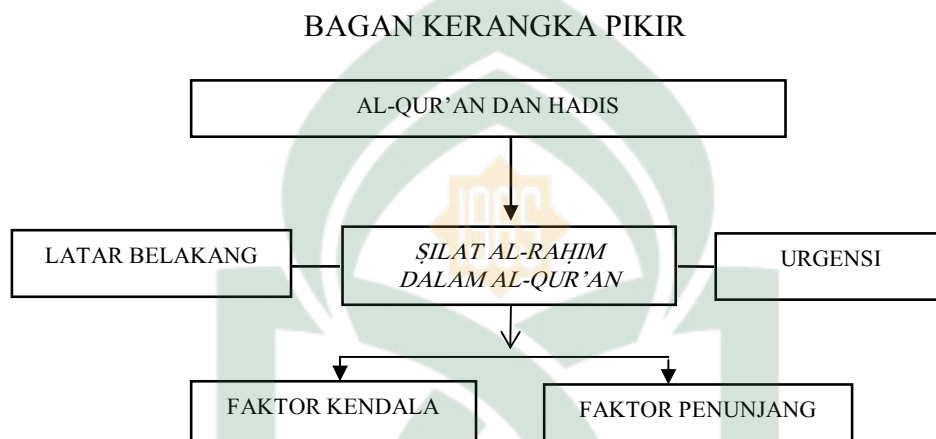 BAGAN KERANGKA PIKIR
AL-QUR’AN DAN HADIS
1965
LATAR BELAKANG
ṢILAT AL-RAḤIM
DALAM AL-QUR’AN
URGENSI
FAKTOR KENDALA
FAKTOR PENUNJANG